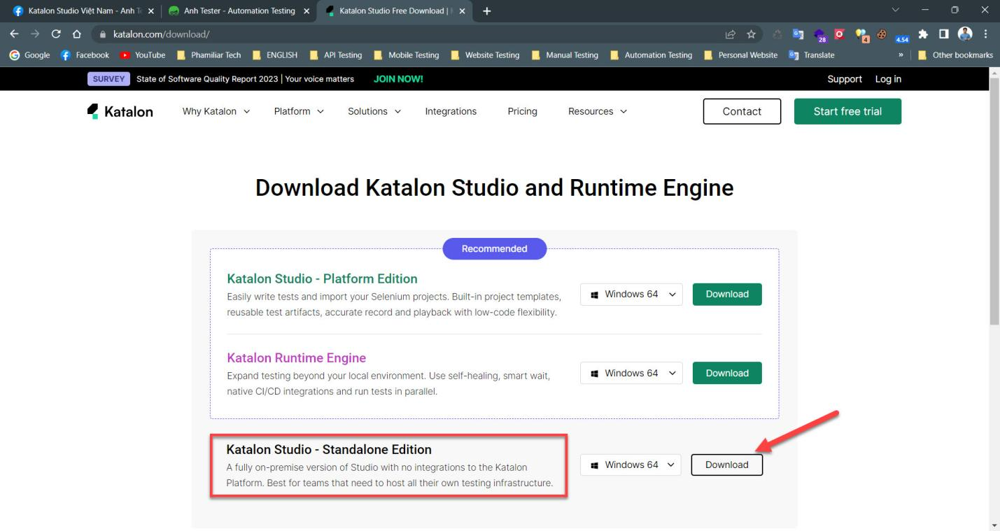 Katalon Studio Việt Nam - Anh Te
Anh Tester - Automation Testing
Katalon Studio Free Download |
katalon.com/download/
28
4
4.54
Google
Facebook
YouTube
Phamiliar Tech
ENGLISH
API Testing
Mobile Testing
Website Testing
Manual Testing
Automation Testing
Personal Website
Translate
»
Other bookmarks
SURVEY
State of Software Quality Report 2023 | Your voice matters
JOIN NOW!
Support
Log in
Katalon
Why Katalon
Platform
Solutions
Integrations
Pricing
Resources
Contact
Start free trial
Download Katalon Studio and Runtime Engine
Recommended
Katalon Studio - Platform Edition
Easily write tests and import your Selenium projects. Built-in project templates,
reusable test artifacts, accurate record and playback with low-code flexibility.
Windows 64
Download
Katalon Runtime Engine
Expand testing beyond your local environment. Use self-healing, smart wait,
native CI/CD integrations and run tests in parallel.
Windows 64
Download
Katalon Studio - Standalone Edition
A fully on-premise version of Studio with no integrations to the Katalon
Platform. Best for teams that need to host all their own testing infrastructure.
Windows 64
Download